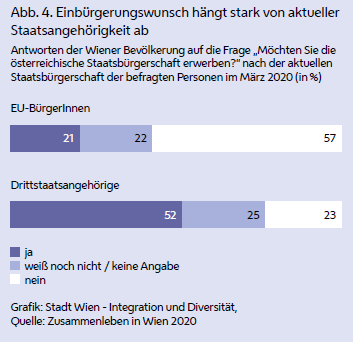 Abb. 4. Einbürgerungswunsch hängt stark von aktueller
Staatsangehörigkeit ab
Antworten der Wiener Bevölkerung auf die Frage „Möchten Sie die
österreichische Staatsbürgerschaft erwerben?“ nach der aktuellen
Staatsbürgerschaft der befragten Personen im März 2020 (in %)
EU-BürgerInnen
21 22 57
Drittstaatsangehörige
52 25 23
ja
weiß noch nicht / keine Angabe
nein
Grafik: Stadt Wien - Integration und Diversität,
Quelle: Zusammenleben in Wien 2020